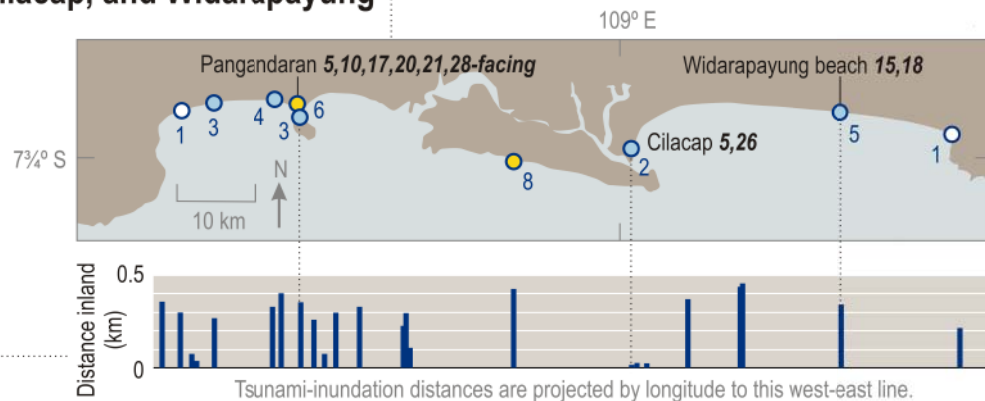 and Widarapayung
109º E
Pangandaran 5,10,17,20,21,28-facing
Widarapayung beach 15,18
1
3
4
3
6
8
Cilacap 5,26
2
5
1
7¾º S
N
10 km
Distance inland
(km)
0.5
0
Tsunami-inundation distances are projected by longitude to this west-east line.